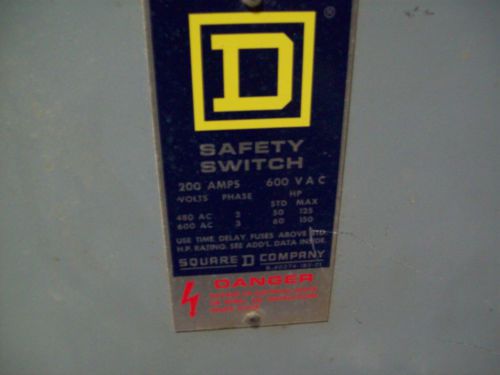 D
®
SAFETY
SWITCH
200 AMPS 600 VAC
VOLTS PHASE HP
STD MAX
480 AC 3 50 125
600 AC 3 60 150
USE TIME DELAY FUSES ABOVE STD.
H.P. RATING. SEE ADD'L. DATA INSIDE.
SQUARE D COMPANY
DANGER